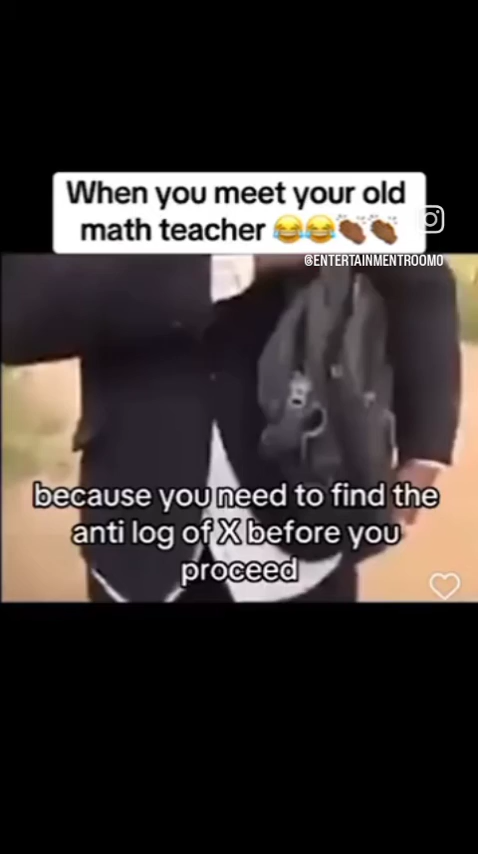 When you meet your old
math teacher 😂😂👏🏾👏🏾
@ENTERTAINMENTROOMO
because you need to find the
anti log of X before you
proceed